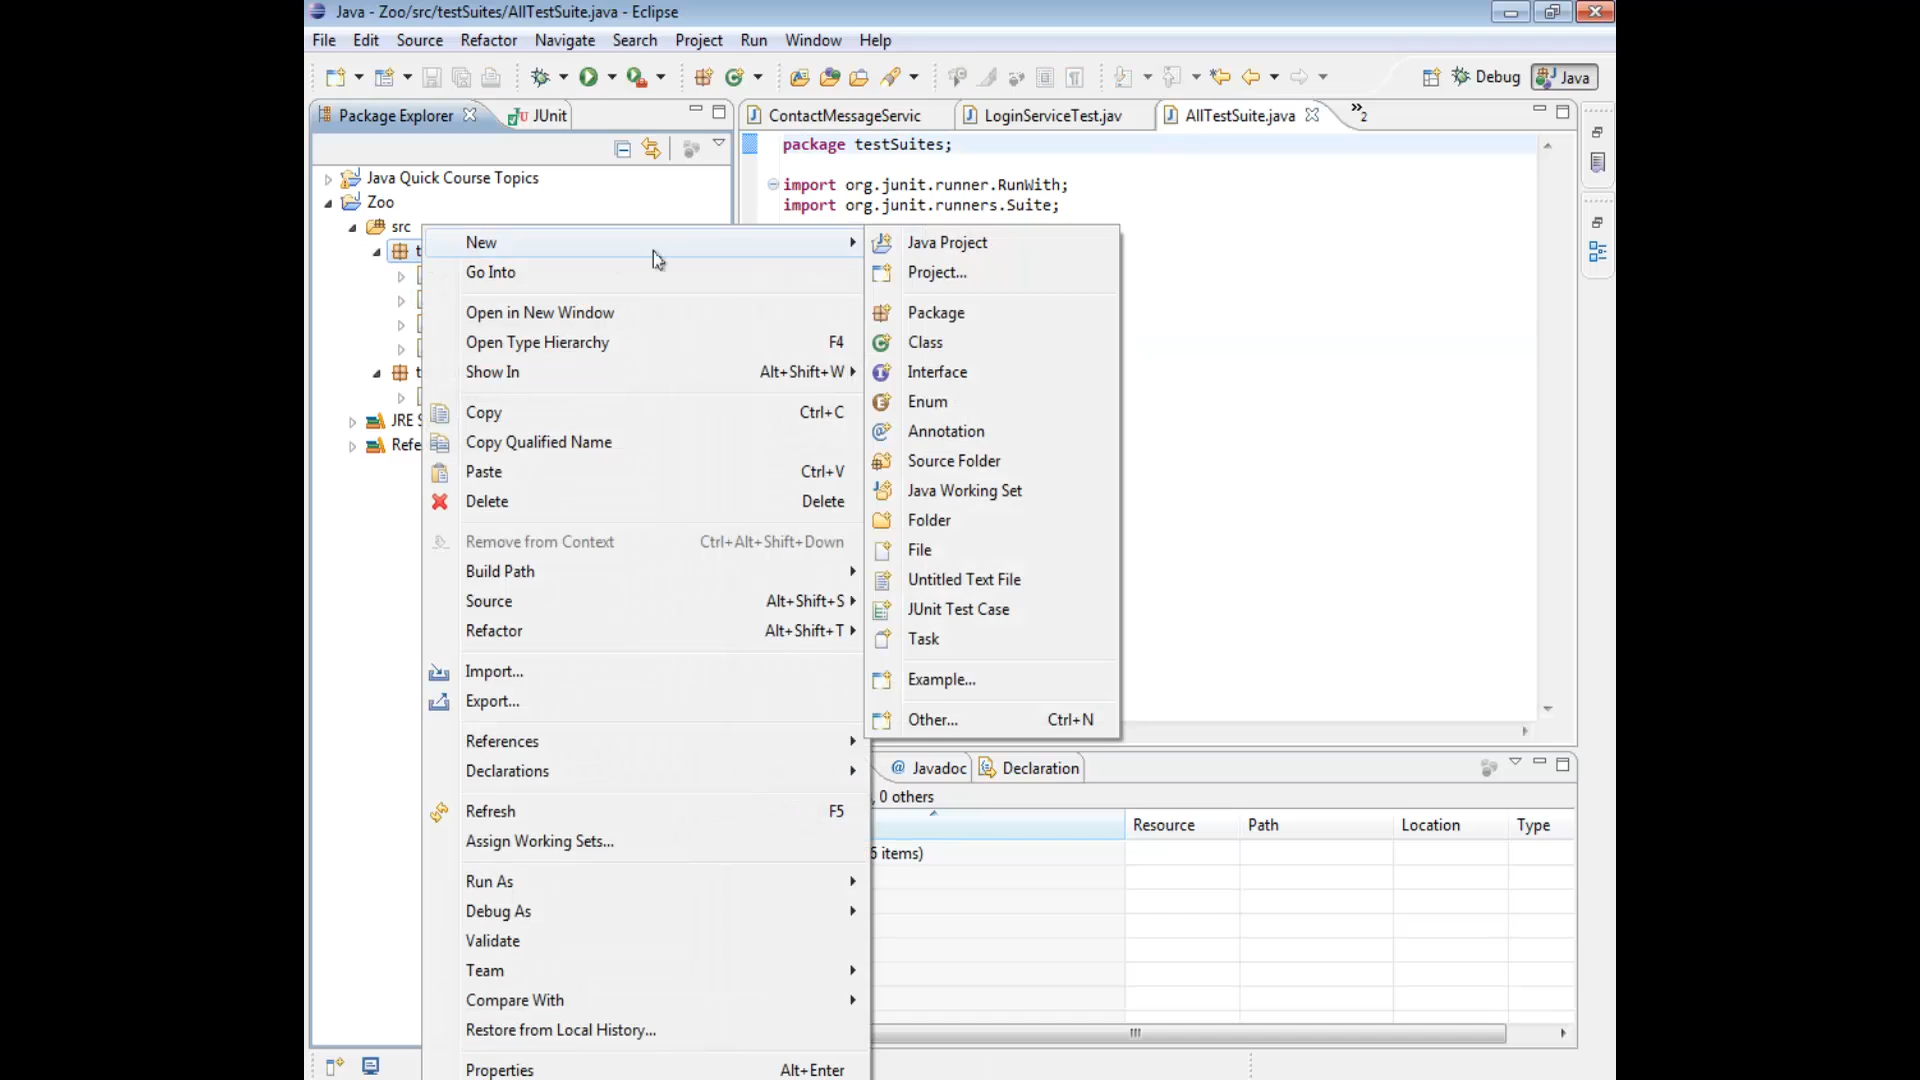 Java - Zoo/src/testSuites/AllTestSuite.java - Eclipse
File Edit Source Refactor Navigate Search Project Run Window Help
Debug Java
Package Explorer JUnit
ContactMessageServic LoginServiceTest.jav AllTestSuite.java »2
Java Quick Course Topics
Zoo
src
t
t
JRE S
Refe
package testSuites;
import org.junit.runner.RunWith;
import org.junit.runners.Suite;
New
Go Into
Open in New Window
Open Type Hierarchy F4
Show In Alt+Shift+W
Copy Ctrl+C
Copy Qualified Name
Paste Ctrl+V
Delete Delete
Remove from Context Ctrl+Alt+Shift+Down
Build Path
Source Alt+Shift+S
Refactor Alt+Shift+T
Import...
Export...
References
Declarations
Refresh F5
Assign Working Sets...
Run As
Debug As
Validate
Team
Compare With
Restore from Local History...
Properties Alt+Enter
Java Project
Project...
Package
Class
Interface
Enum
Annotation
Source Folder
Java Working Set
Folder
File
Untitled Text File
JUnit Test Case
Task
Example...
Other... Ctrl+N
@ Javadoc Declaration
, 0 others
Resource Path Location Type
6 items)